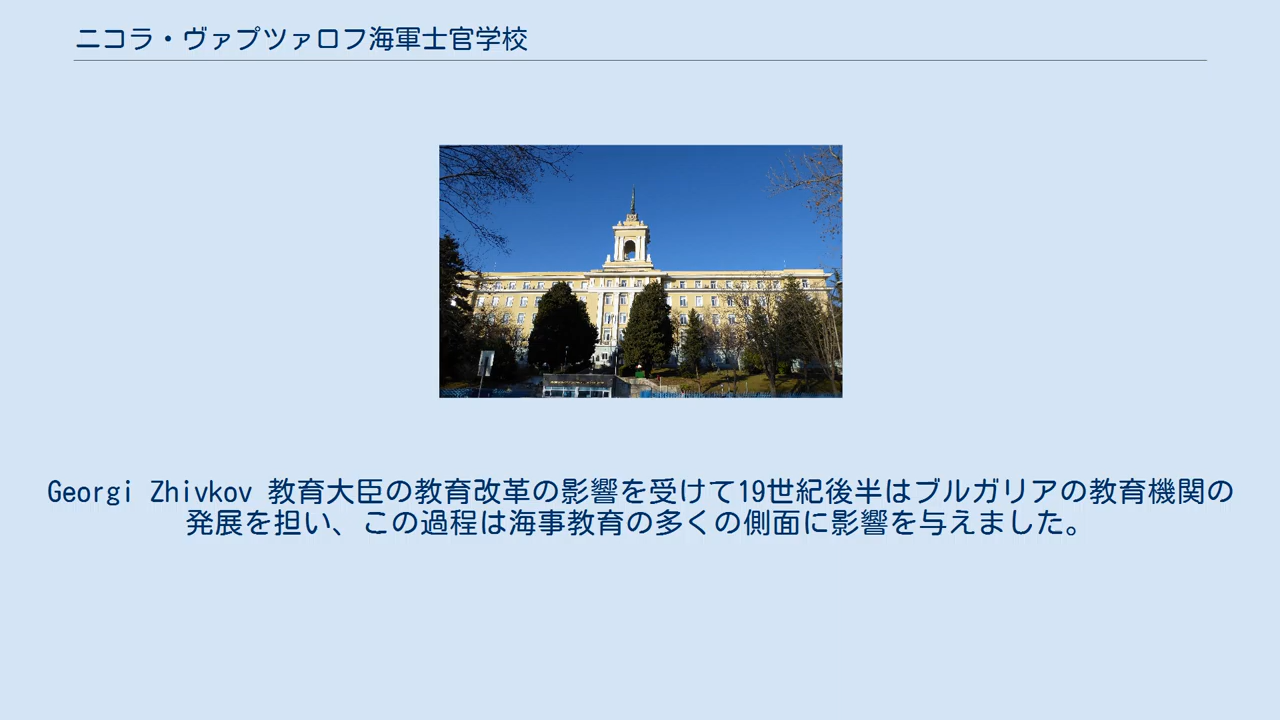 ニコラ・ヴァプツァロフ海軍士官学校
Georgi Zhivkov 教育大臣の教育改革の影響を受けて19世紀後半はブルガリアの教育機関の
発展を担い、この過程は海事教育の多くの側面に影響を与えました。